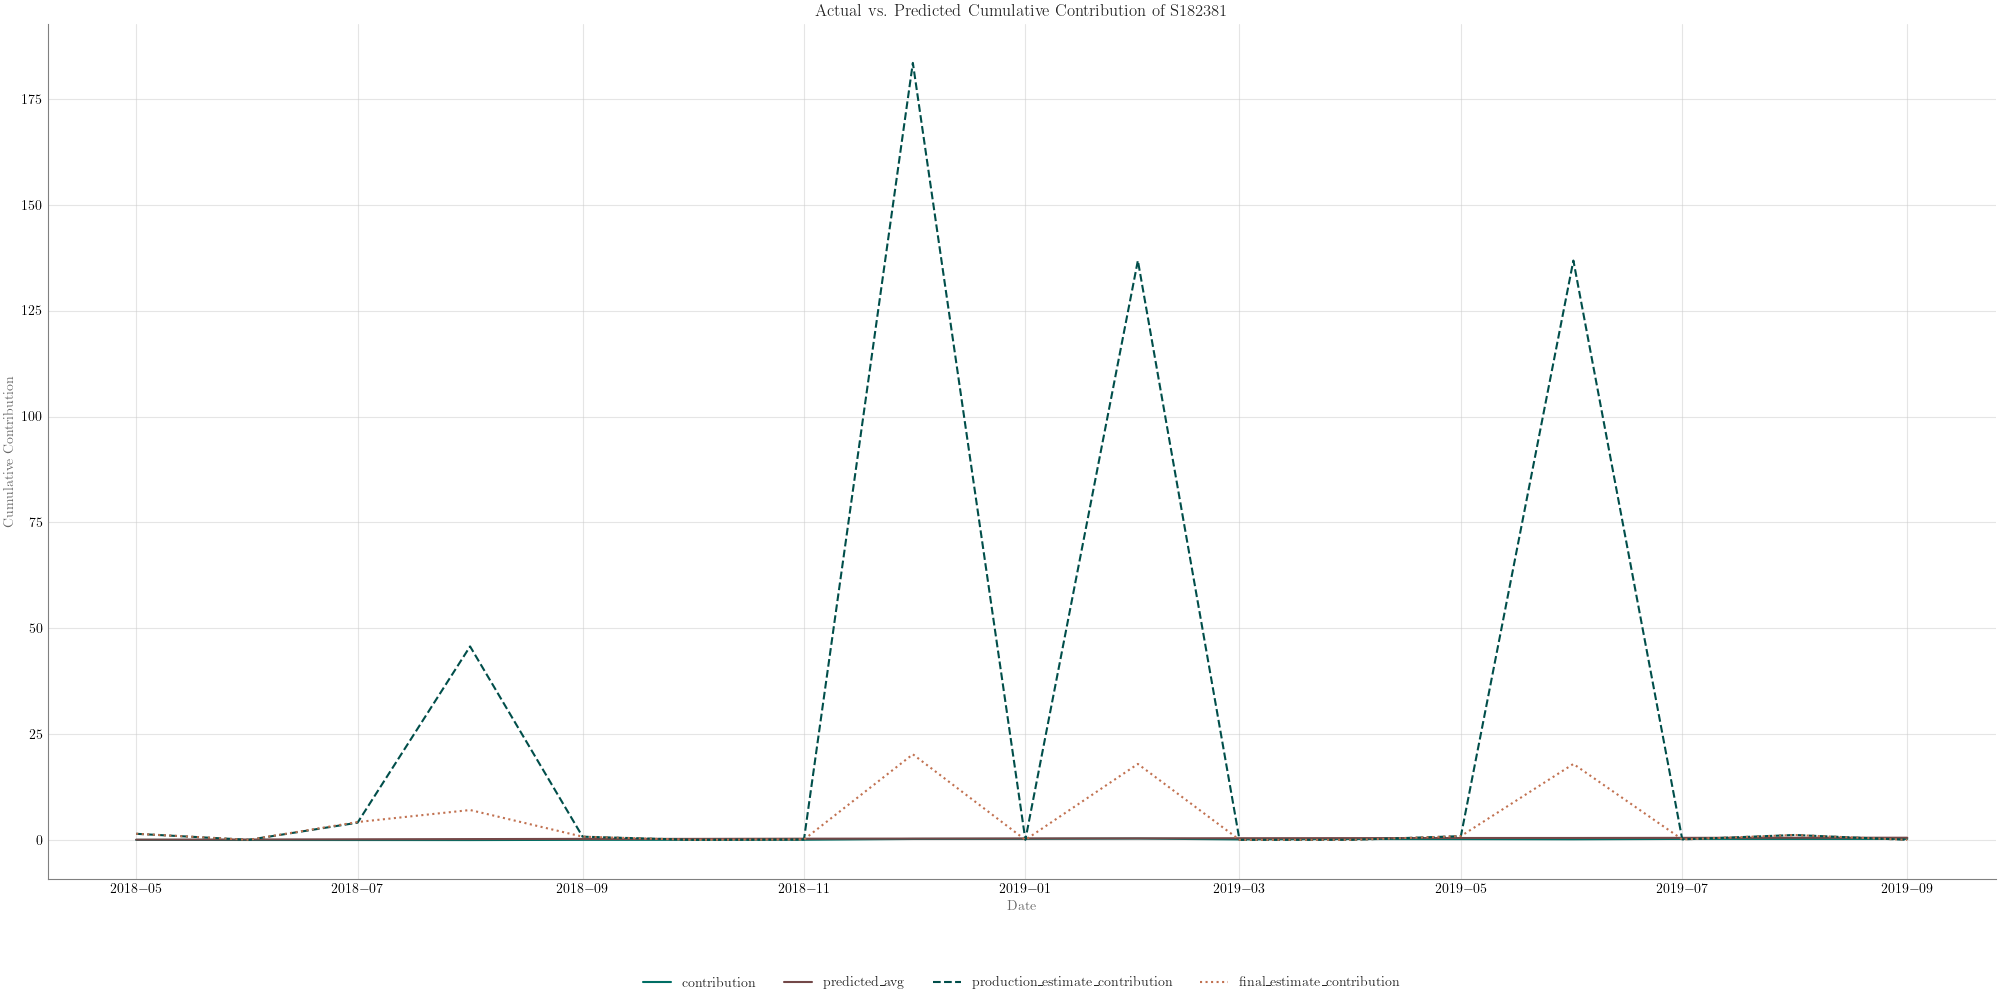 Actual vs. Predicted Cumulative Contribution of S182381
Cumulative Contribution
175
150
125
100
75
50
25
0
2018−05 2018−07 2018−09 2018−11 2019−01 2019−03 2019−05 2019−07 2019−09
Date
contribution predicted_avg production_estimate_contribution final_estimate_contribution